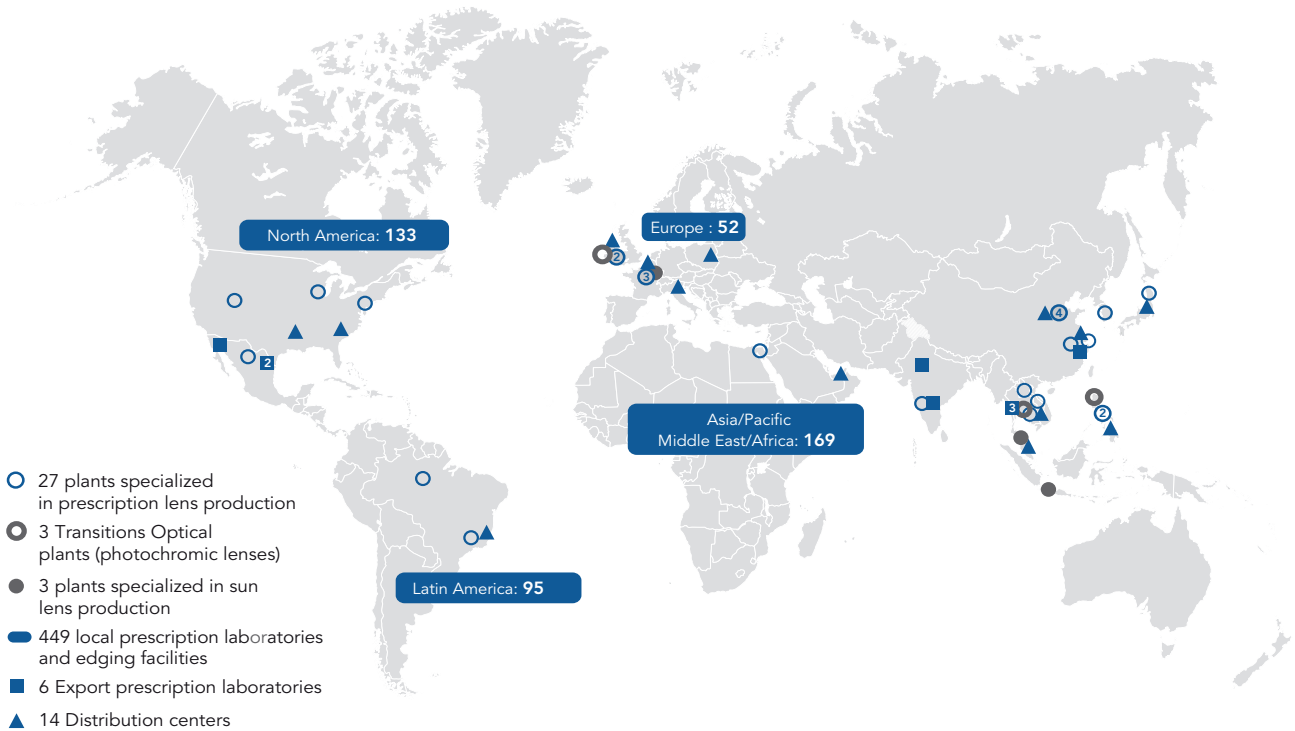 North America: 133
Europe : 52
2
3
4
2
Asia/Pacific
Middle East/Africa: 169
3
2
Latin America: 95
27 plants specialized
in prescription lens production
3 Transitions Optical
plants (photochromic lenses)
3 plants specialized in sun
lens production
449 local prescription laboratories
and edging facilities
6 Export prescription laboratories
14 Distribution centers